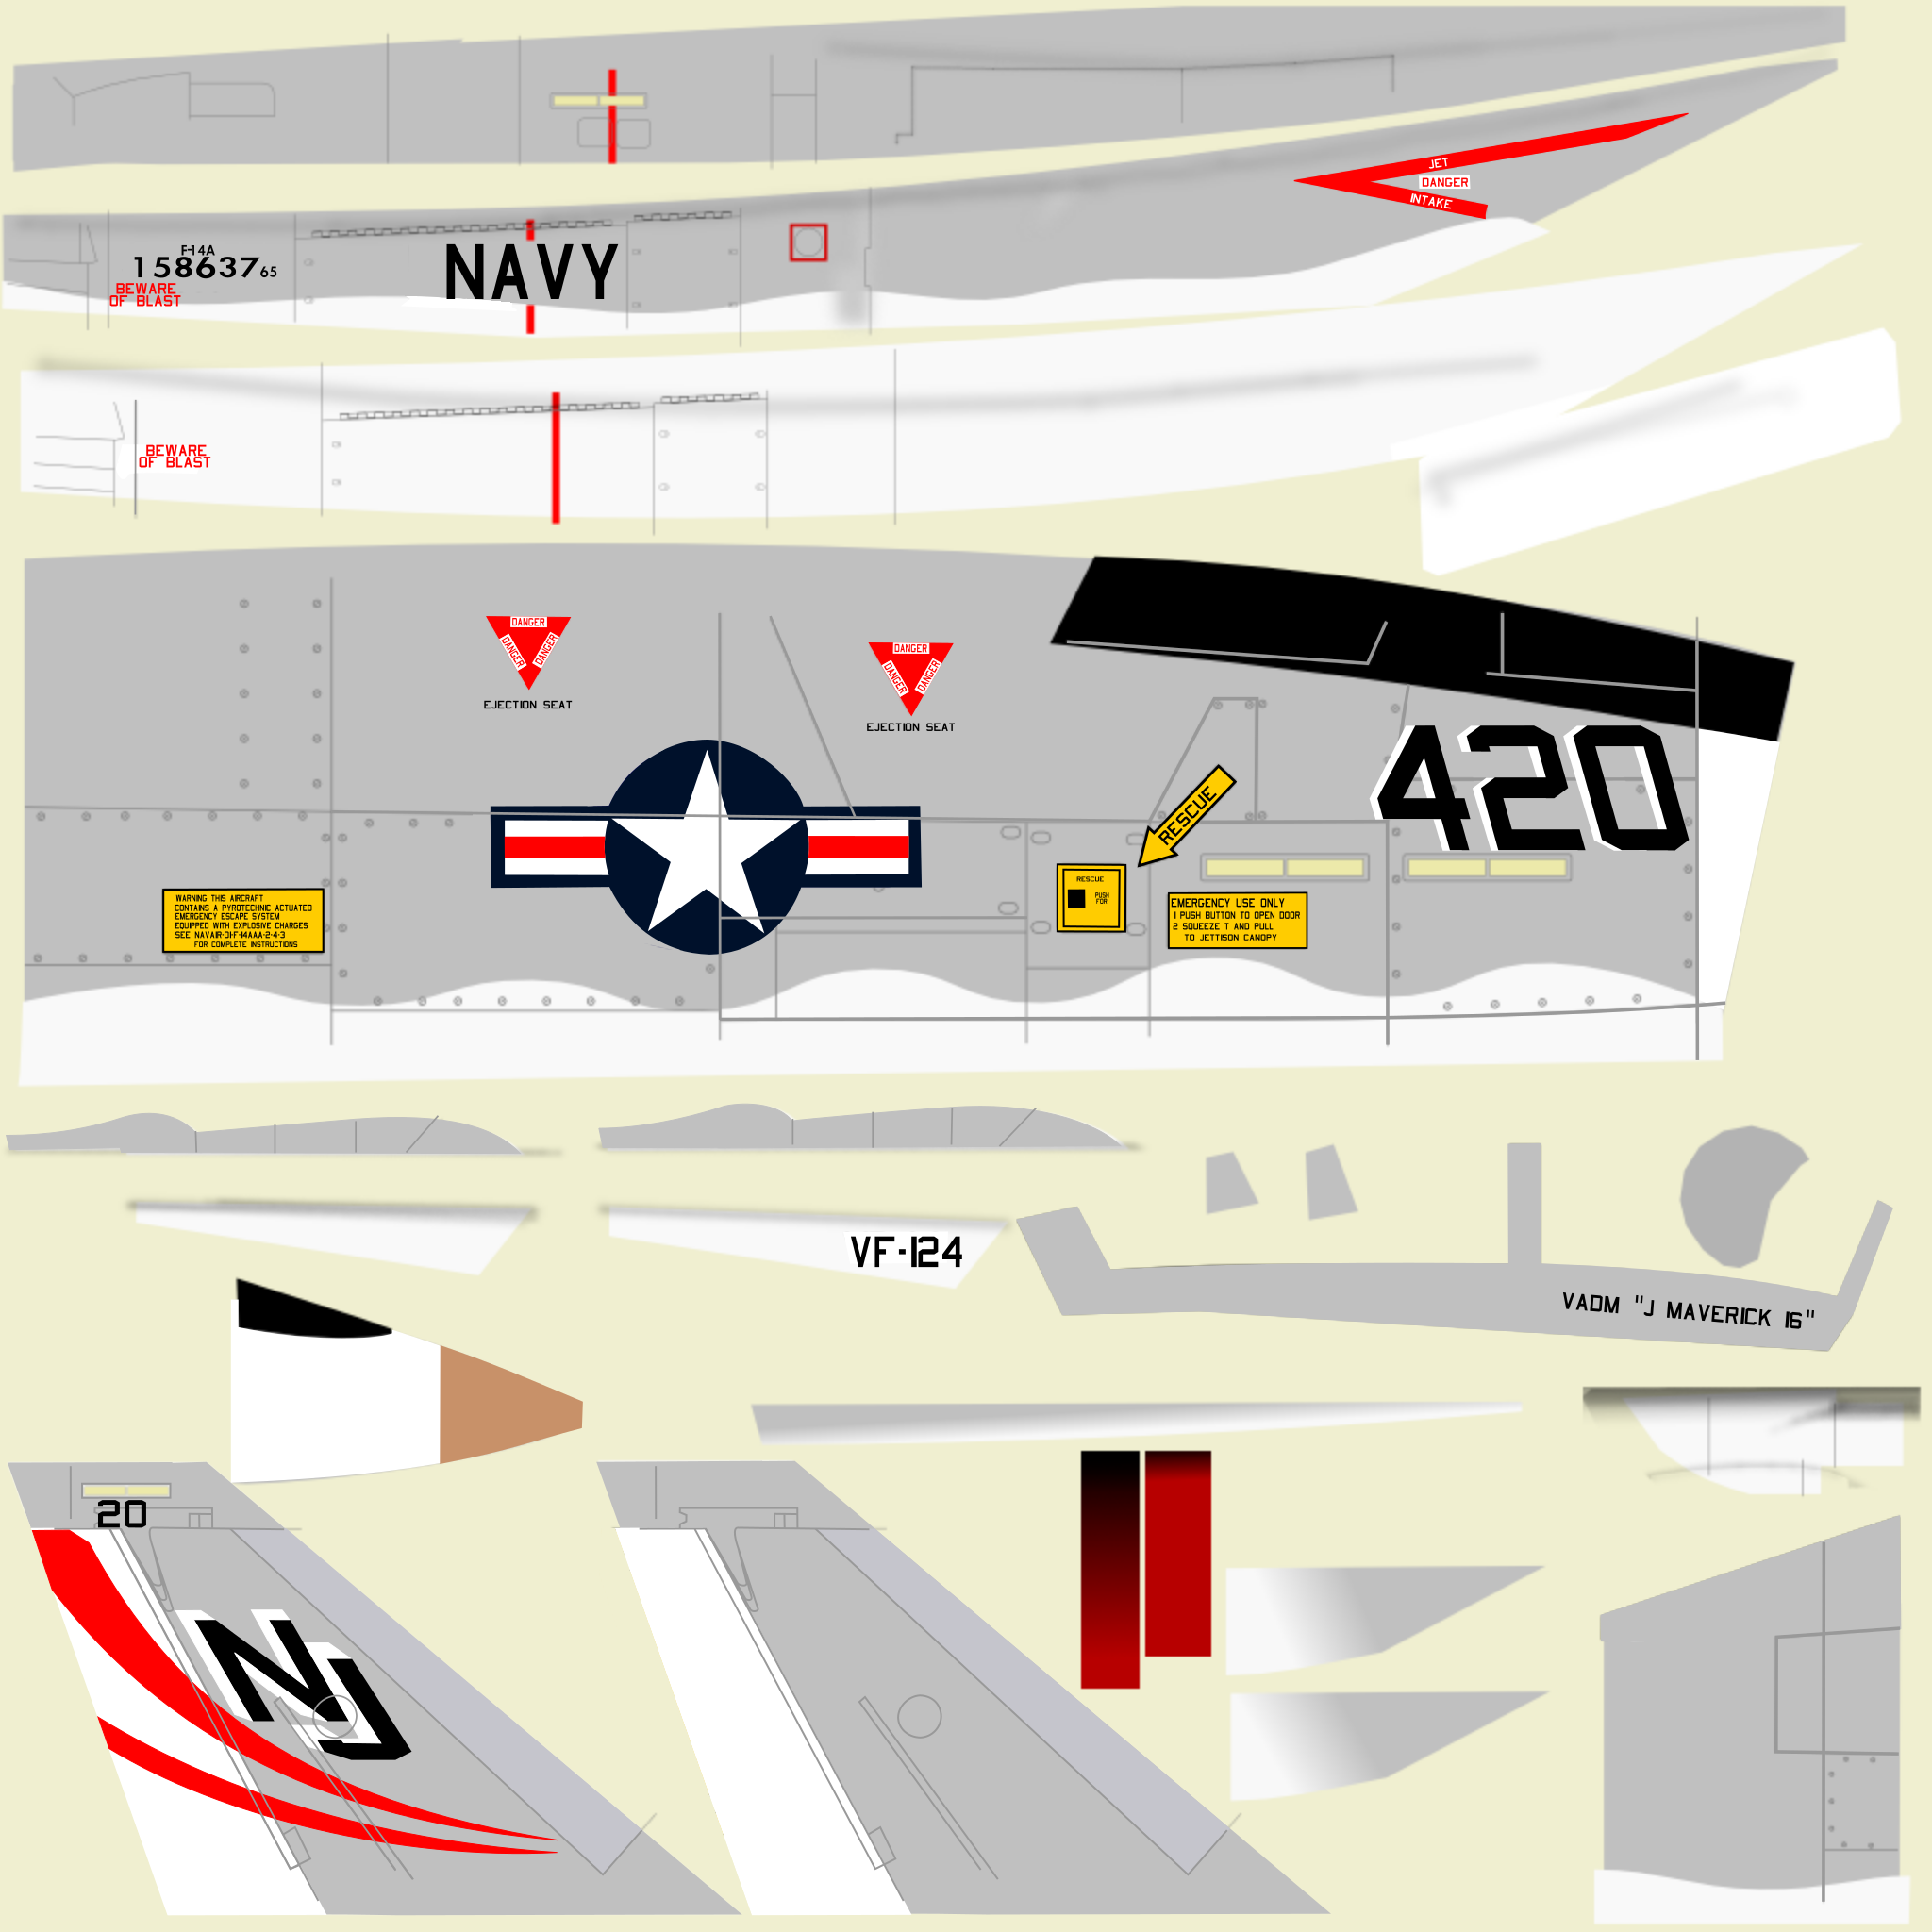 JET
DANGER
INTAKE
F-14A
158637 65
BEWARE
OF BLAST
NAVY
BEWARE
OF BLAST
DANGER
DANGER
DANGER
EJECTION SEAT
DANGER
DANGER
DANGER
EJECTION SEAT
420
RESCUE
RESCUE
PUSH
FOR
WARNING THIS AIRCRAFT
CONTAINS A PYROTECHNIC ACTUATED
EMERGENCY ESCAPE SYSTEM
EQUIPPED WITH EXPLOSIVE CHARGES
SEE NAVAIR-01-F-14AAA-2-4-3
FOR COMPLETE INSTRUCTIONS
EMERGENCY USE ONLY
1 PUSH BUTTON TO OPEN DOOR
2 SQUEEZE T AND PULL
TO JETTISON CANOPY
VF-124
VADM "J MAVERICK 16"
20
NJ